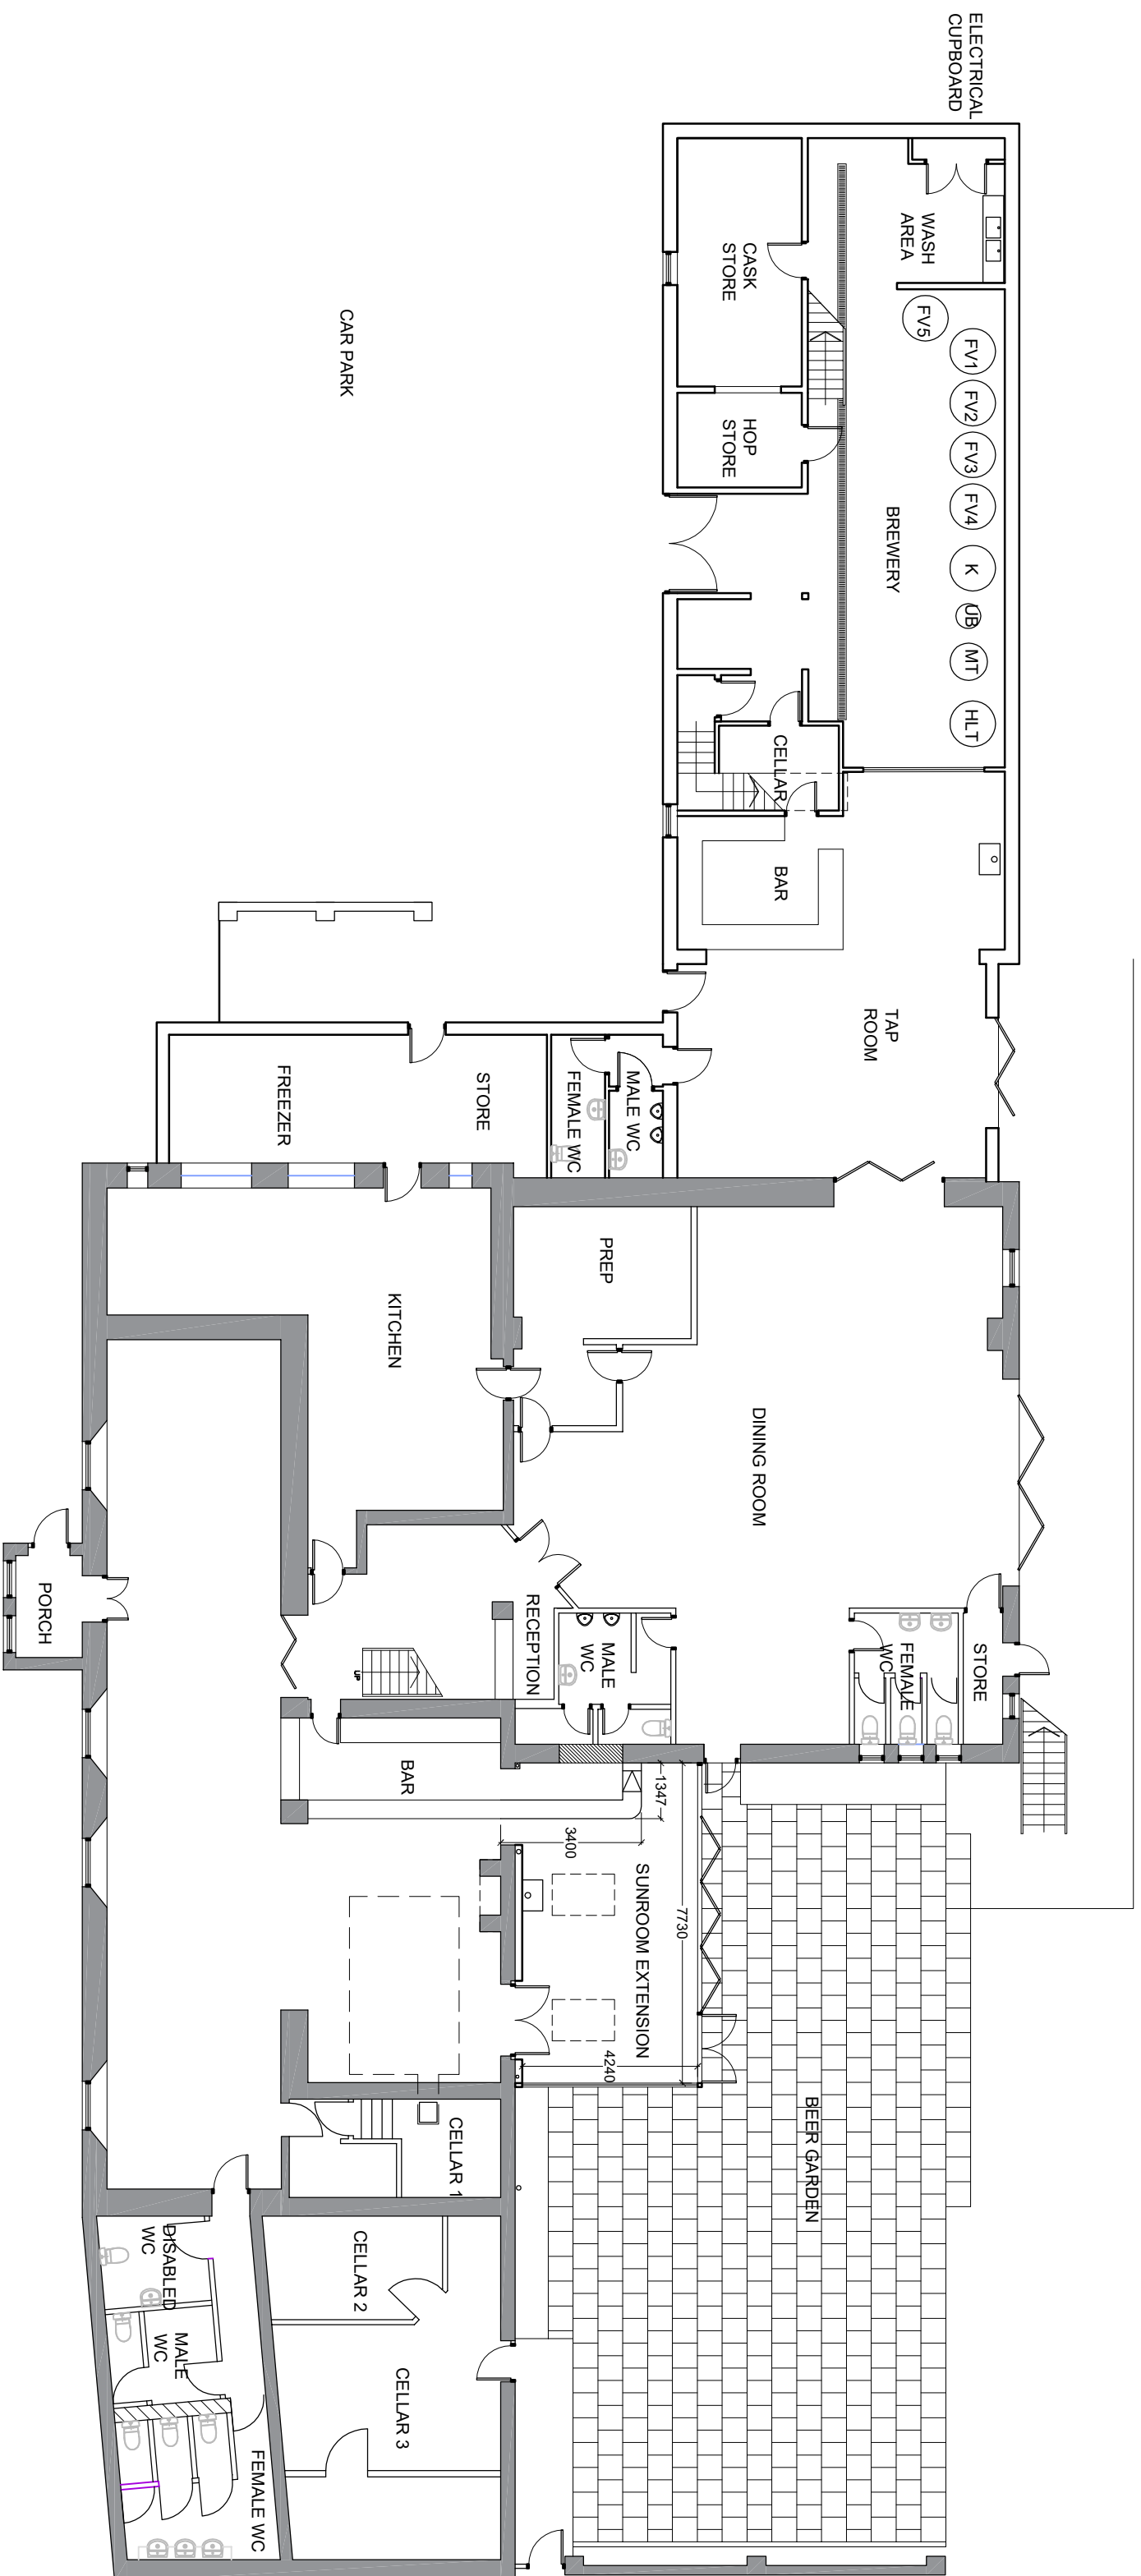 ELECTRICAL
CUPBOARD
WASH
AREA
CASK
STORE
FV5
FV1
FV2
FV3
FV4
K
UB
MT
HLT
HOP
STORE
BREWERY
CAR PARK
CELLAR
BAR
TAP
ROOM
MALE WC
FEMALE WC
STORE
FREEZER
PREP
KITCHEN
DINING ROOM
PORCH
RECEPTION
UP
MALE
WC
FEMALE
WC
STORE
BAR
1347
3400
7730
4240
SUNROOM EXTENSION
BEER GARDEN
CELLAR 1
CELLAR 2
CELLAR 3
DISABLED
WC
MALE
WC
FEMALE WC